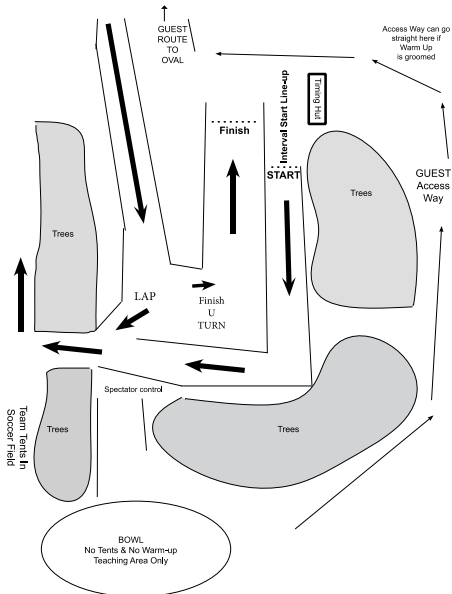 GUEST
ROUTE
TO
OVAL
Access Way can go
straight here if
Warm Up
is groomed
Interval Start Line-up
Timing Hut
Finish
START
Trees
Trees
GUEST
Access
Way
LAP
Finish
U
TURN
Spectator control
Team Tents In
Soccer Field
Trees
Trees
BOWL
No Tents & No Warm-up
Teaching Area Only